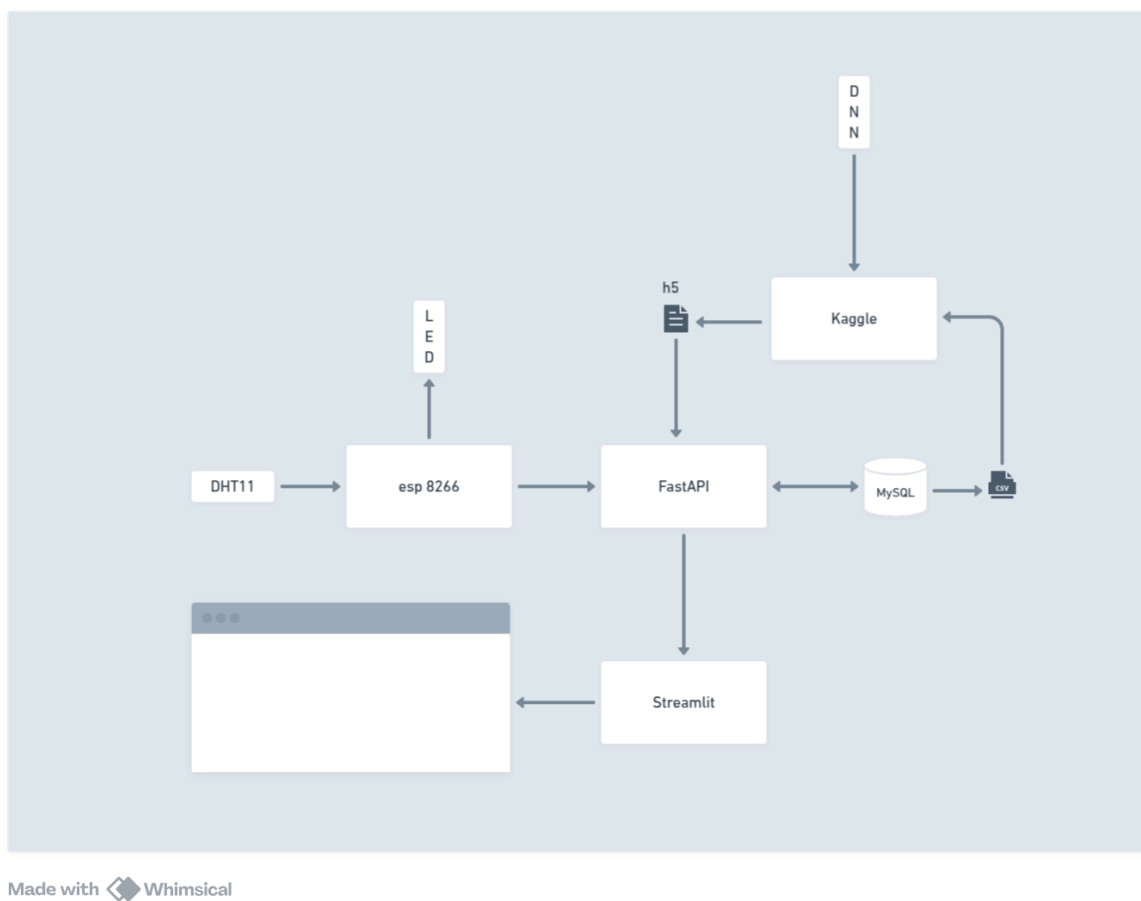 D
N
N
h5
Kaggle
L
E
D
DHT11
esp 8266
FastAPI
MySQL
CSV
Streamlit
Made with Whimsical